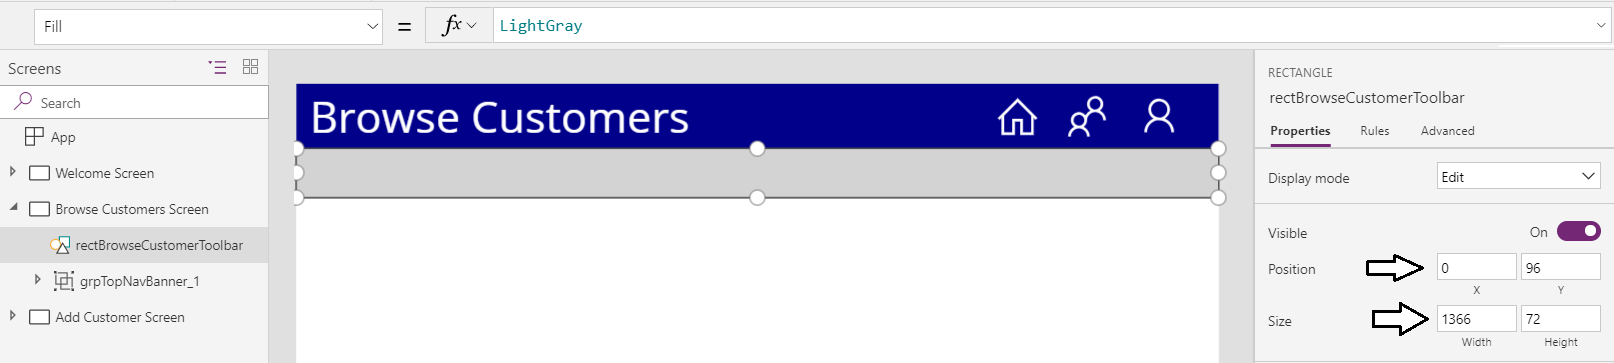 Fill = fx LightGray
Screens
Search
App
Welcome Screen
Browse Customers Screen
rectBrowseCustomerToolbar
grpTopNavBanner_1
Add Customer Screen
Browse Customers
RECTANGLE
rectBrowseCustomerToolbar
Properties Rules Advanced
Display mode Edit
Visible On
Position 0 96
X Y
Size 1366 72
Width Height